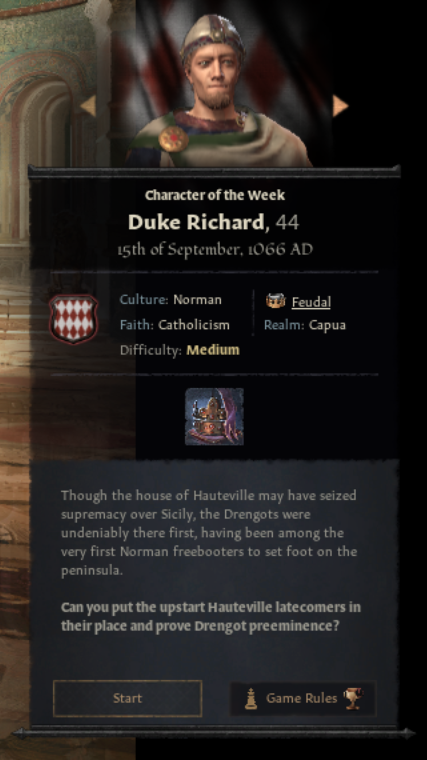 Character of the Week
Duke Richard, 44
15th of September, 1066 AD
Culture: Norman
Feudal
Faith: Catholicism
Realm: Capua
Difficulty: Medium
Though the house of Hauteville may have seized
supremacy over Sicily, the Drengots were
undeniably there first, having been among the
very first Norman freebooters to set foot on the
peninsula.
Can you put the upstart Hauteville latecomers in
their place and prove Drengot preeminence?
Start
Game Rules